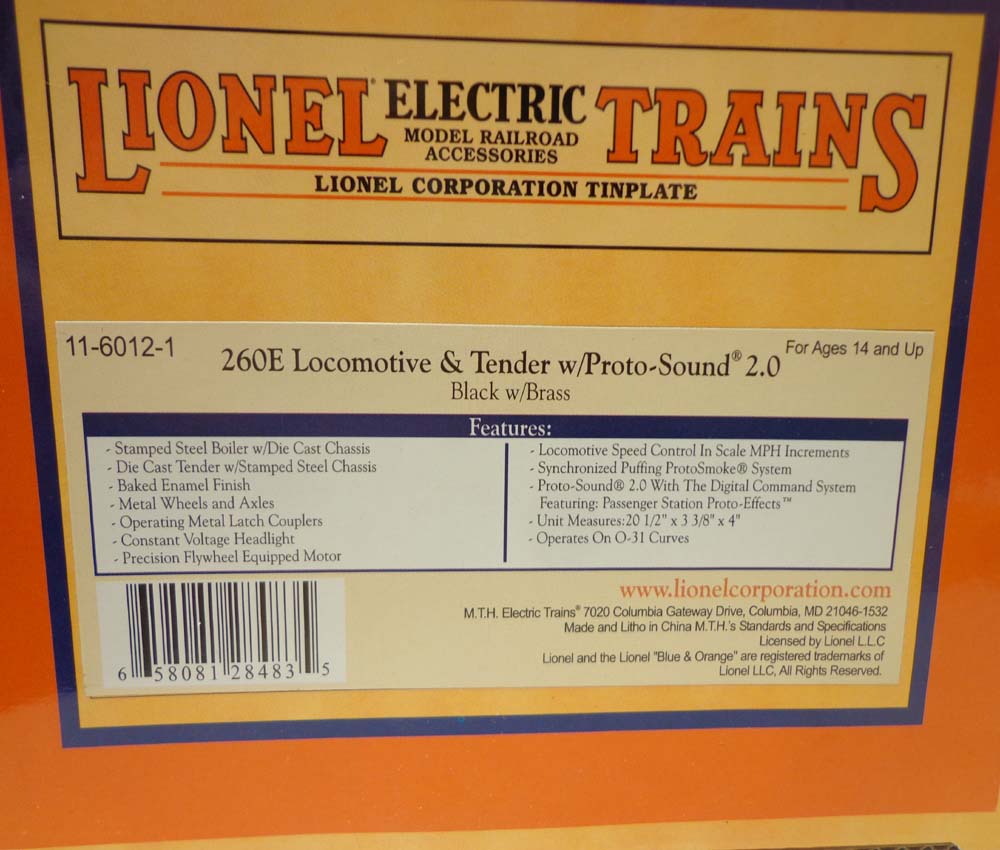 LIONEL® ELECTRIC TRAINS
MODEL RAILROAD
ACCESSORIES
LIONEL CORPORATION TINPLATE
11-6012-1
260E Locomotive & Tender w/Proto-Sound® 2.0
For Ages 14 and Up
Black w/Brass
Features:
- Stamped Steel Boiler w/Die Cast Chassis
- Die Cast Tender w/Stamped Steel Chassis
- Baked Enamel Finish
- Metal Wheels and Axles
- Operating Metal Latch Couplers
- Constant Voltage Headlight
- Precision Flywheel Equipped Motor
- Locomotive Speed Control In Scale MPH Increments
- Synchronized Puffing ProtoSmoke® System
- Proto-Sound® 2.0 With The Digital Command System
Featuring: Passenger Station Proto-Effects™
- Unit Measures:20 1/2" x 3 3/8" x 4"
- Operates On O-31 Curves
www.lionelcorporation.com
M.T.H. Electric Trains® 7020 Columbia Gateway Drive, Columbia, MD 21046-1532
Made and Litho in China M.T.H.'s Standards and Specifications
Licensed by Lionel L.L.C
Lionel and the Lionel "Blue & Orange" are registered trademarks of
Lionel LLC, All Rights Reserved.
6 58081 28483 5